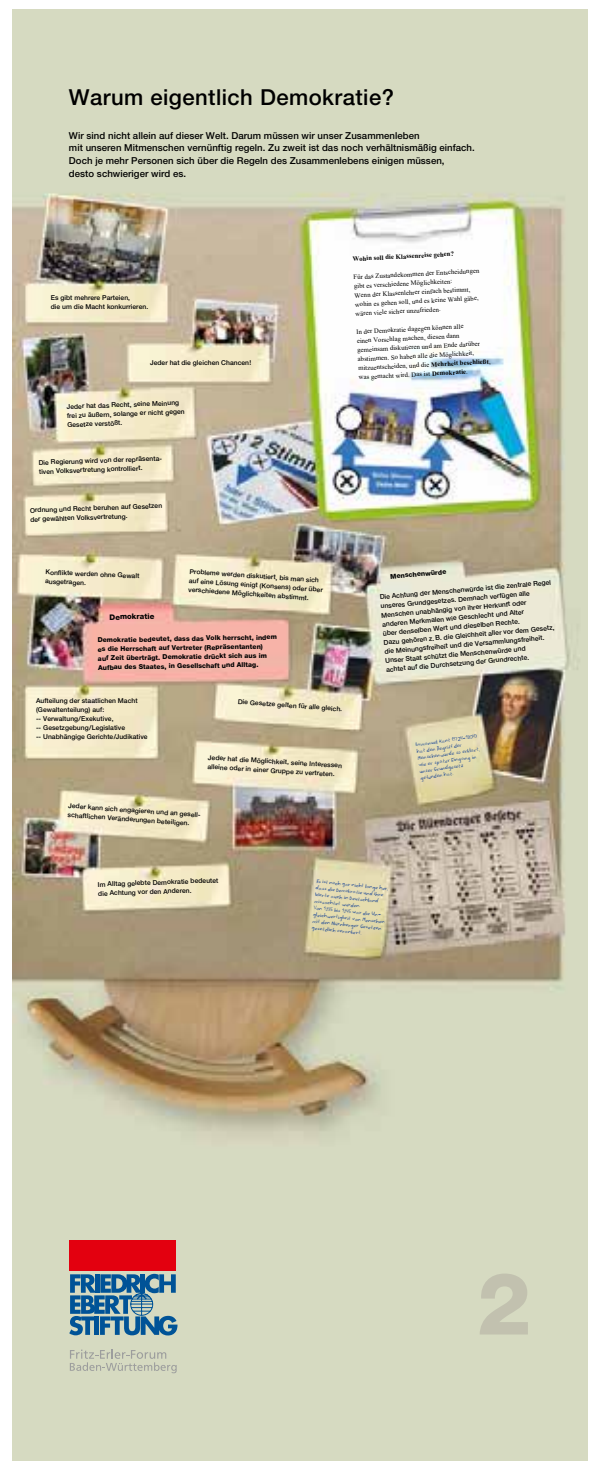 Warum eigentlich Demokratie?
Wir sind nicht allein auf dieser Welt. Darum müssen wir unser Zusammenleben
mit unseren Mitmenschen vernünftig regeln. Zu zweit ist das noch verhältnismäßig einfach.
Doch je mehr Personen sich über die Regeln des Zusammenlebens einigen müssen,
desto schwieriger wird es.
Es gibt mehrere Parteien,
die um die Macht konkurrieren.
Jeder hat die gleichen Chancen!
Jeder hat das Recht, seine Meinung
frei zu äußern, solange er nicht gegen
Gesetze verstößt.
Die Regierung wird von der repräsenta-
tiven Volksvertretung kontrolliert.
Ordnung und Recht beruhen auf Gesetzen
der gewählten Volksvertretung.
Wohin soll die Klassenreise gehen?
Für das Zustandekommen der Entscheidungen
gibt es verschiedene Möglichkeiten:
Wenn der Klassenlehrer einfach bestimmt,
wohin es gehen soll, und es keine Wahl gäbe,
wären viele sicher unzufrieden.
In der Demokratie dagegen können alle
einen Vorschlag machen, diesen dann
gemeinsam diskutieren und am Ende darüber
abstimmen. So haben alle die Möglichkeit,
mitzuentscheiden, und die Mehrheit beschließt,
was gemacht wird. Das ist Demokratie.
2 Stimm
Konflikte werden ohne Gewalt
ausgetragen.
Probleme werden diskutiert, bis man sich
auf eine Lösung einigt (Konsens) oder über
verschiedene Möglichkeiten abstimmt.
Demokratie
Demokratie bedeutet, dass das Volk herrscht, indem
es die Herrschaft auf Vertreter (Repräsentanten)
auf Zeit überträgt. Demokratie drückt sich aus im
Aufbau des Staates, in Gesellschaft und Alltag.
Menschenwürde
Die Achtung der Menschenwürde ist die zentrale Regel
unseres Grundgesetzes. Demnach verfügen alle
Menschen unabhängig von ihrer Herkunft oder
anderen Merkmalen wie Geschlecht und Alter
über denselben Wert und dieselben Rechte.
Dazu gehören z. B. die Gleichheit aller vor dem Gesetz,
die Meinungsfreiheit und die Versammlungsfreiheit.
Unser Staat schützt die Menschenwürde und
achtet auf die Durchsetzung der Grundrechte.
Aufteilung der staatlichen Macht
(Gewaltenteilung) auf:
-- Verwaltung/Exekutive,
-- Gesetzgebung/Legislative
-- Unabhängige Gerichte/Judikative
Die Gesetze gelten für alle gleich.
Jeder hat die Möglichkeit, seine Interessen
alleine oder in einer Gruppe zu vertreten.
Jeder kann sich engagieren und an gesell-
schaftlichen Veränderungen beteiligen.
Im Alltag gelebte Demokratie bedeutet
die Achtung vor den Anderen.
Die Nürnberger Gesetze
FRIEDRICH
EBERT
STIFTUNG
Fritz-Erler-Forum
Baden-Württemberg
2